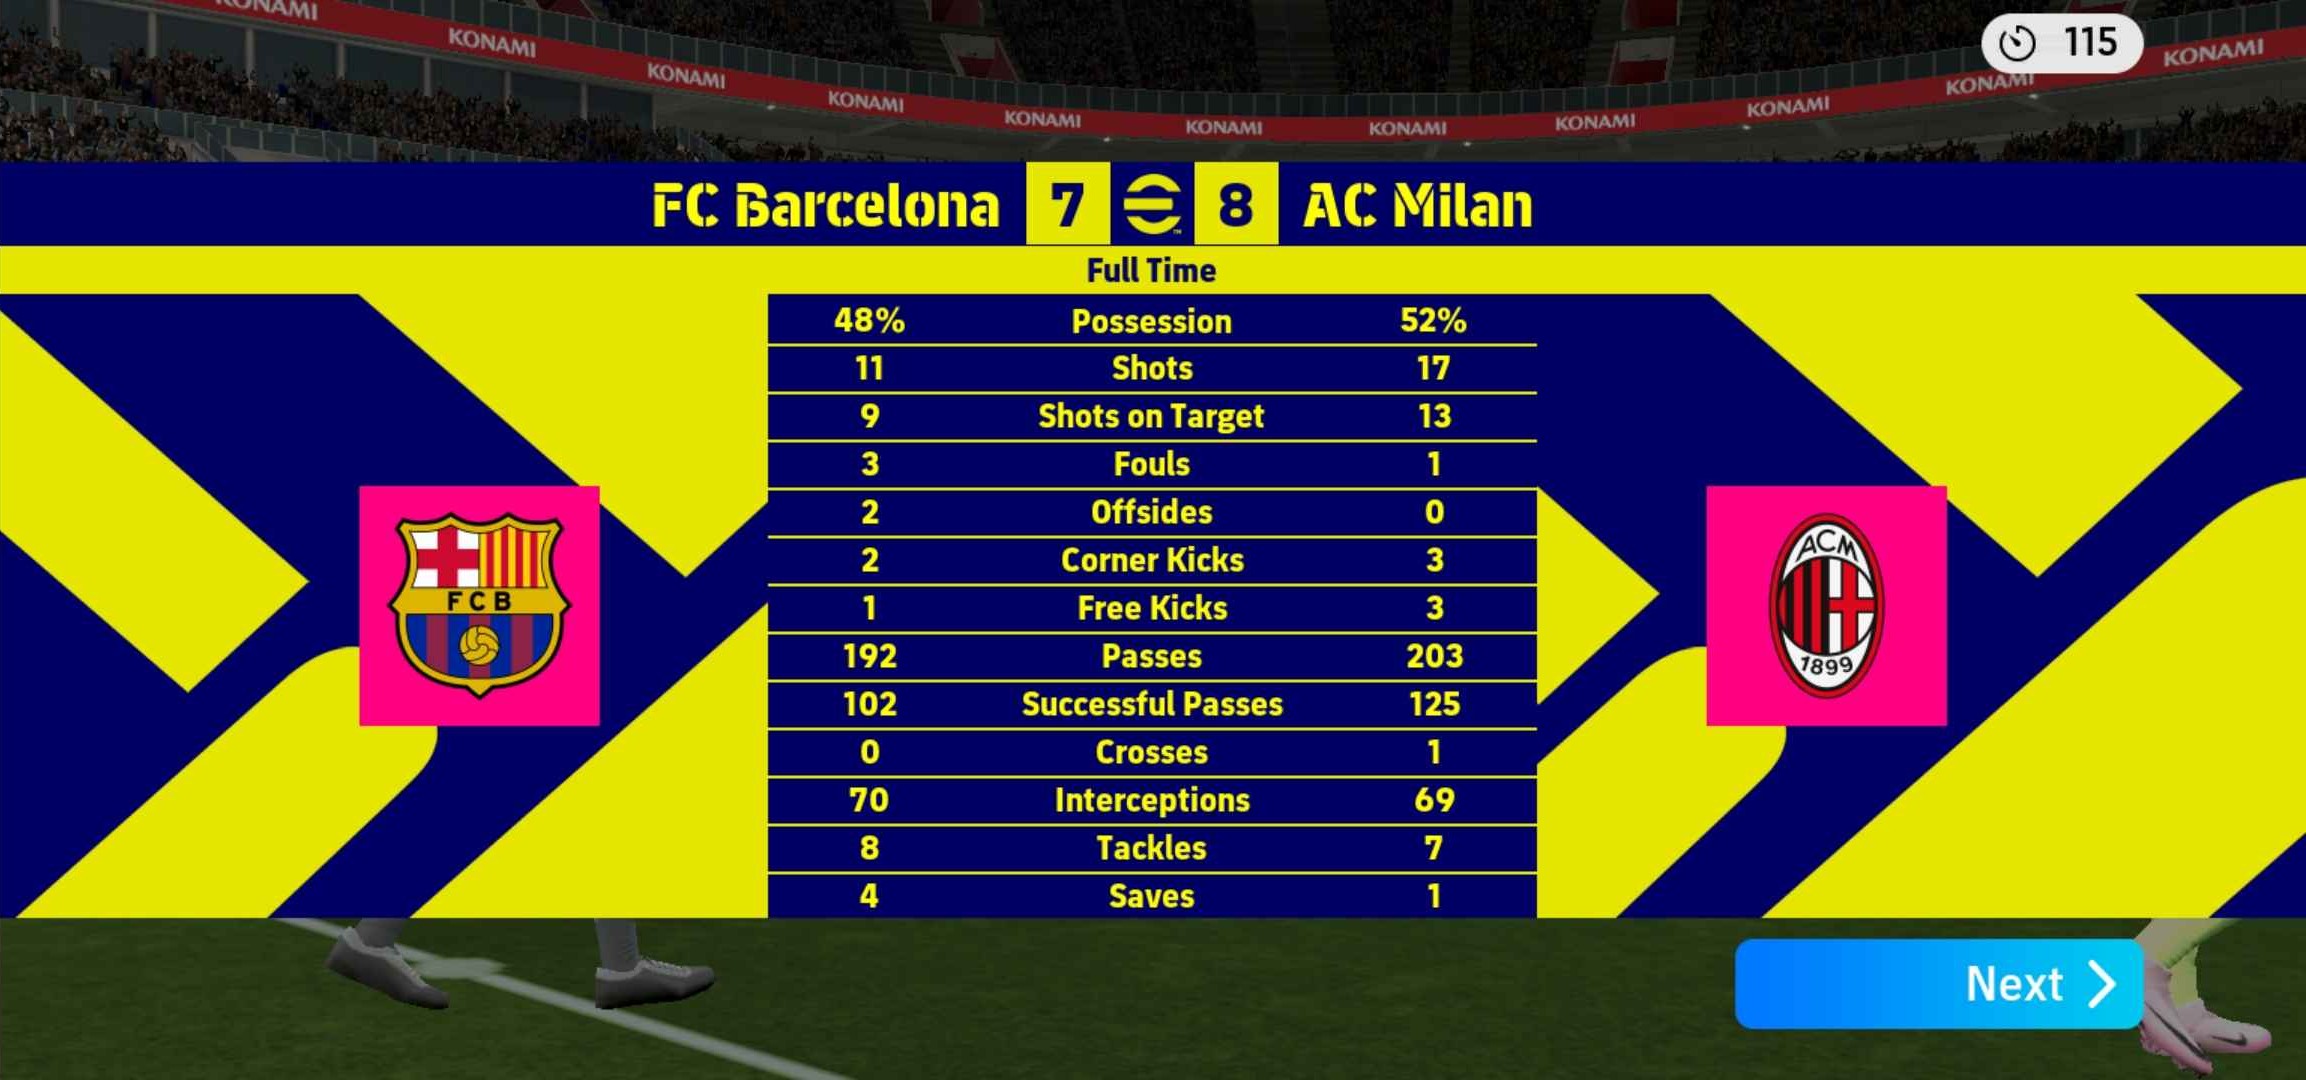 KONAMI
KONAMI
KONAMI
KONAMI
KONAMI
KONAMI
KONAMI
KONAMI
KONAMI
KONAMI
KONAMI
115
FC Barcelona 7 8 AC Milan
Full Time
48% Possession 52%
11 Shots 17
9 Shots on Target 13
3 Fouls 1
2 Offsides 0
2 Corner Kicks 3
1 Free Kicks 3
192 Passes 203
102 Successful Passes 125
0 Crosses 1
70 Interceptions 69
8 Tackles 7
4 Saves 1
FCB
ACM
1899
Next